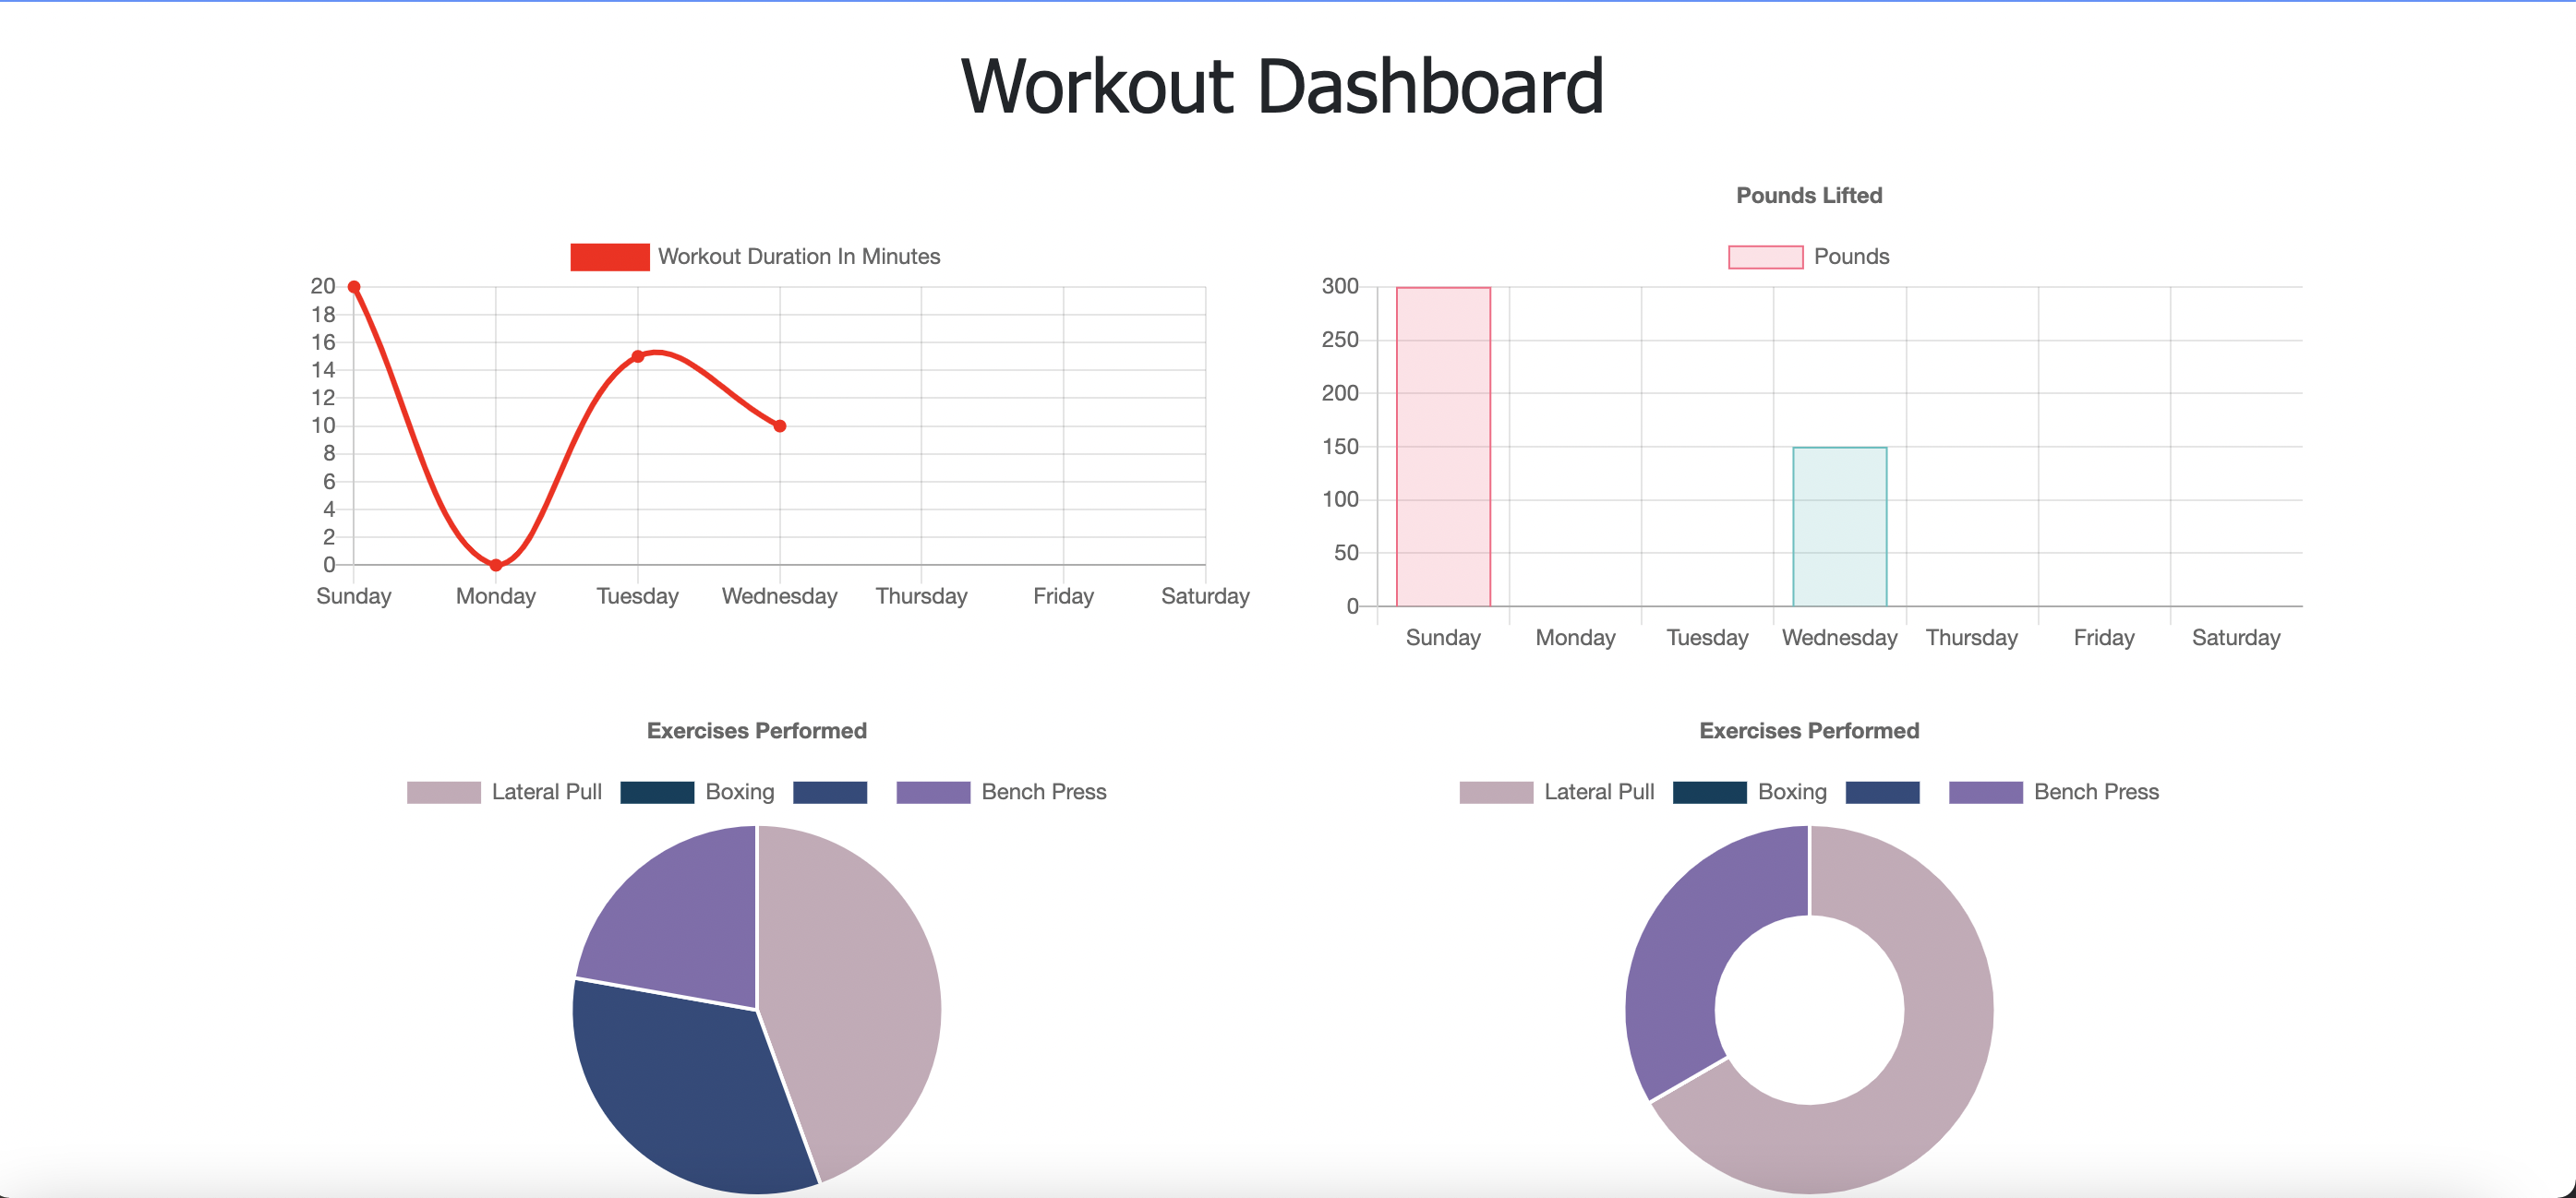 Workout Dashboard
Workout Duration In Minutes
20
18
16
14
12
10
8
6
4
2
0
Sunday Monday Tuesday Wednesday Thursday Friday Saturday
Pounds Lifted
Pounds
300
250
200
150
100
50
0
Sunday Monday Tuesday Wednesday Thursday Friday Saturday
Exercises Performed
Lateral Pull Boxing Bench Press
Exercises Performed
Lateral Pull Boxing Bench Press